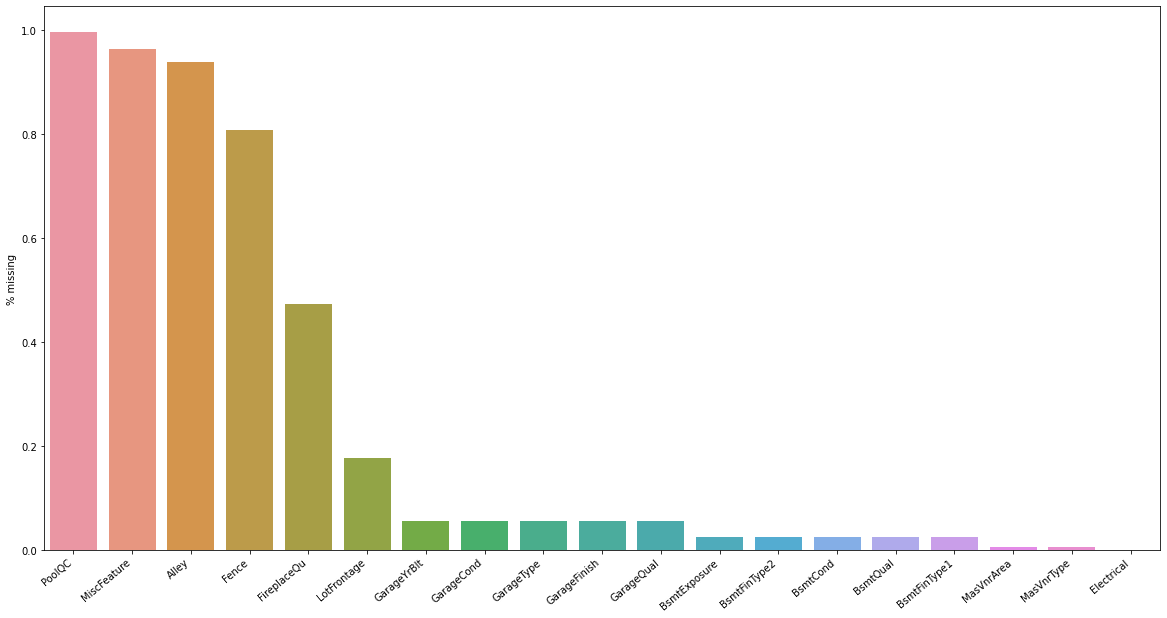 1.0
0.8
0.6
0.4
0.2
0.0
% missing
PoolQC
MiscFeature
Alley
Fence
FireplaceQu
LotFrontage
GarageYrBlt
GarageCond
GarageType
GarageFinish
GarageQual
BsmtExposure
BsmtFinType2
BsmtCond
BsmtQual
BsmtFinType1
MasVnrArea
MasVnrType
Electrical